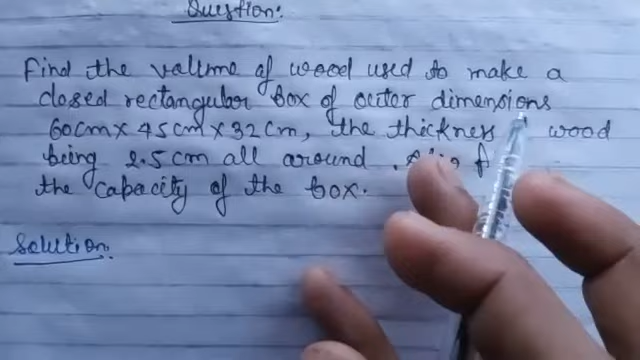 Question:
Find the volume of wood used to make a
closed rectangular box of outer dimensions
60cm x 45cm x 32cm, the thickness wood
being 2.5cm all around.
the capacity of the box.
Solution: